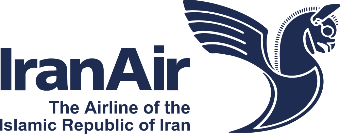 IranAir
The Airline of the
Islamic Republic of Iran